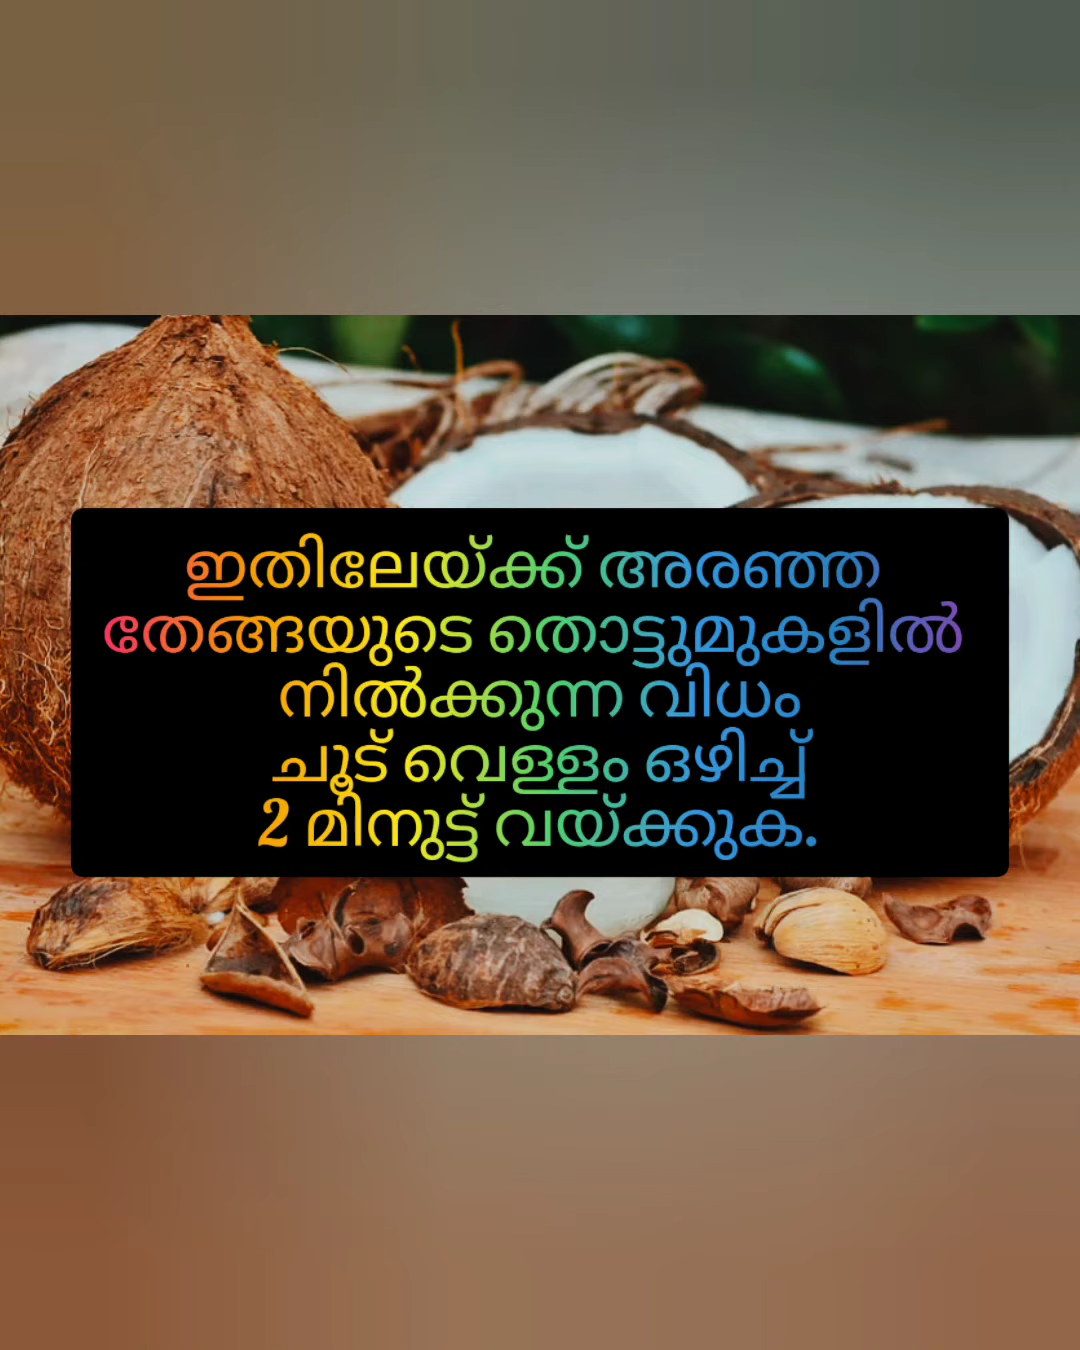 ഇതിലേയ്ക്ക് അരഞ്ഞ
തേങ്ങയുടെ തൊട്ടുമുകളിൽ
നിൽക്കുന്ന വിധം
ചൂട് വെള്ളം ഒഴിച്ച്
2 മിനുട്ട് വയ്ക്കുക.